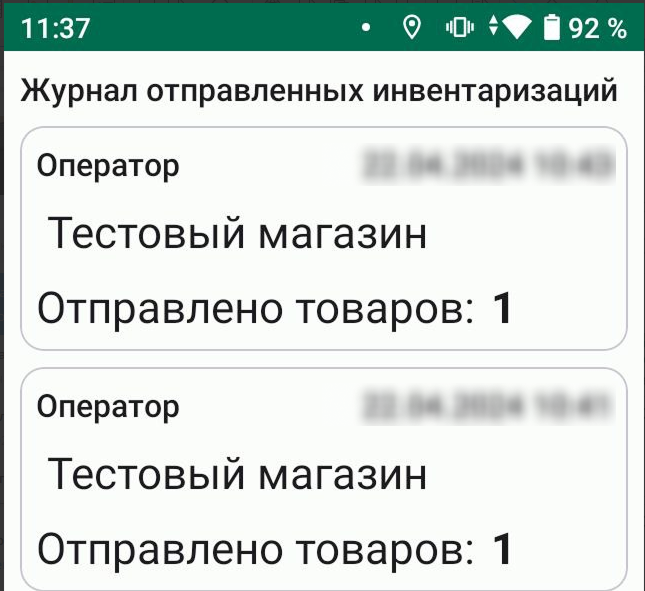 11:37 92 %
Журнал отправленных инвентаризаций
Оператор
Тестовый магазин
Отправлено товаров: 1
Оператор
Тестовый магазин
Отправлено товаров: 1